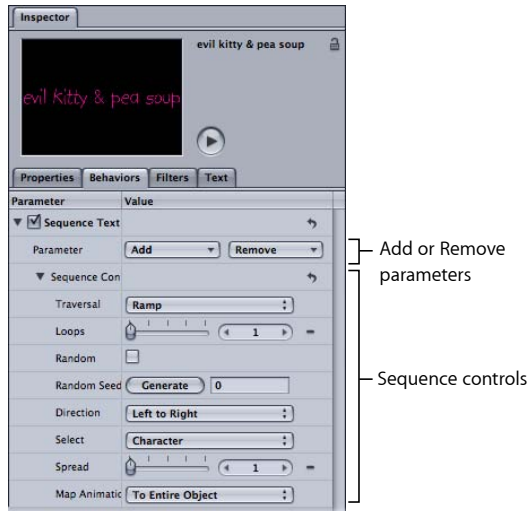 Inspector
evil kitty & pea soup
evil kitty & pea soup
Properties Behaviors Filters Text
Parameter Value
Sequence Text
Parameter Add Remove
Add or Remove
parameters
Sequence Con
Traversal Ramp
Loops 1
Random
Random Seed Generate 0
Sequence controls
Direction Left to Right
Select Character
Spread 1
Map Animatic To Entire Object